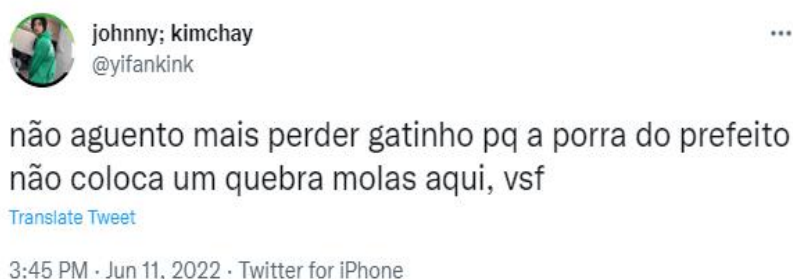 johnny; kimchay
@yifankink
não aguento mais perder gatinho pq a porra do prefeito
não coloca um quebra molas aqui, vsf
Translate Tweet
3:45 PM · Jun 11, 2022 · Twitter for iPhone